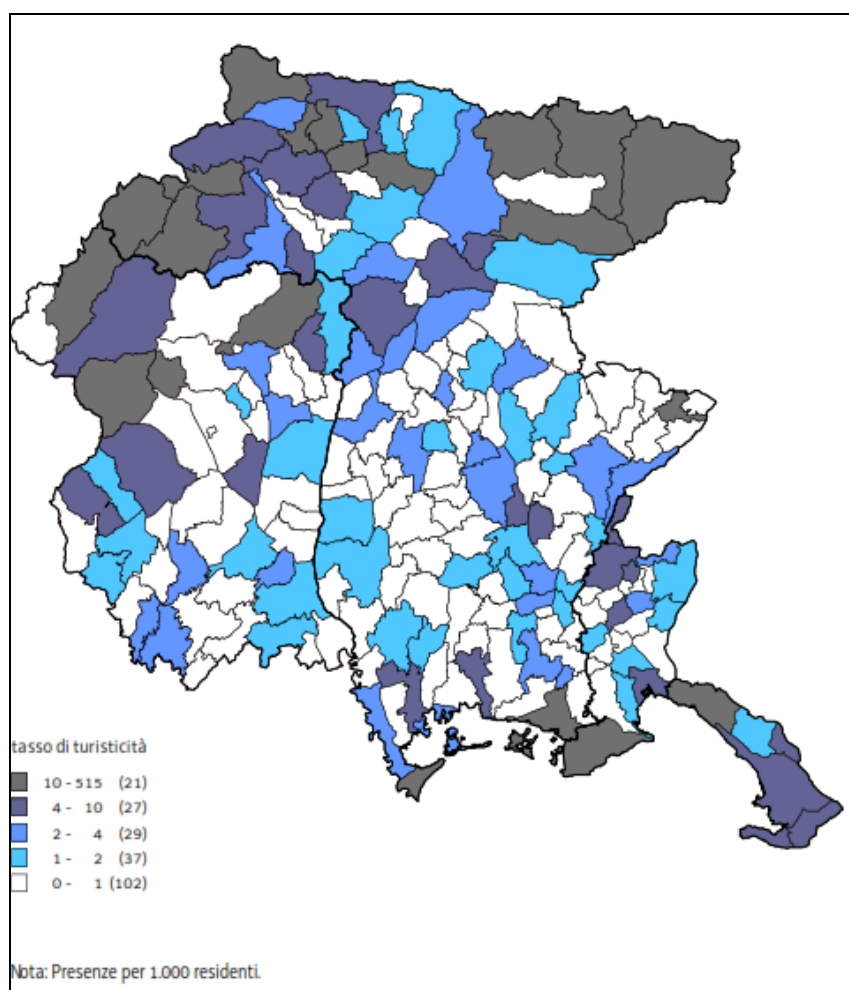 tasso di turisticità
10 - 515 (21)
4 - 10 (27)
2 - 4 (29)
1 - 2 (37)
0 - 1 (102)
Nota: Presenze per 1.000 residenti.